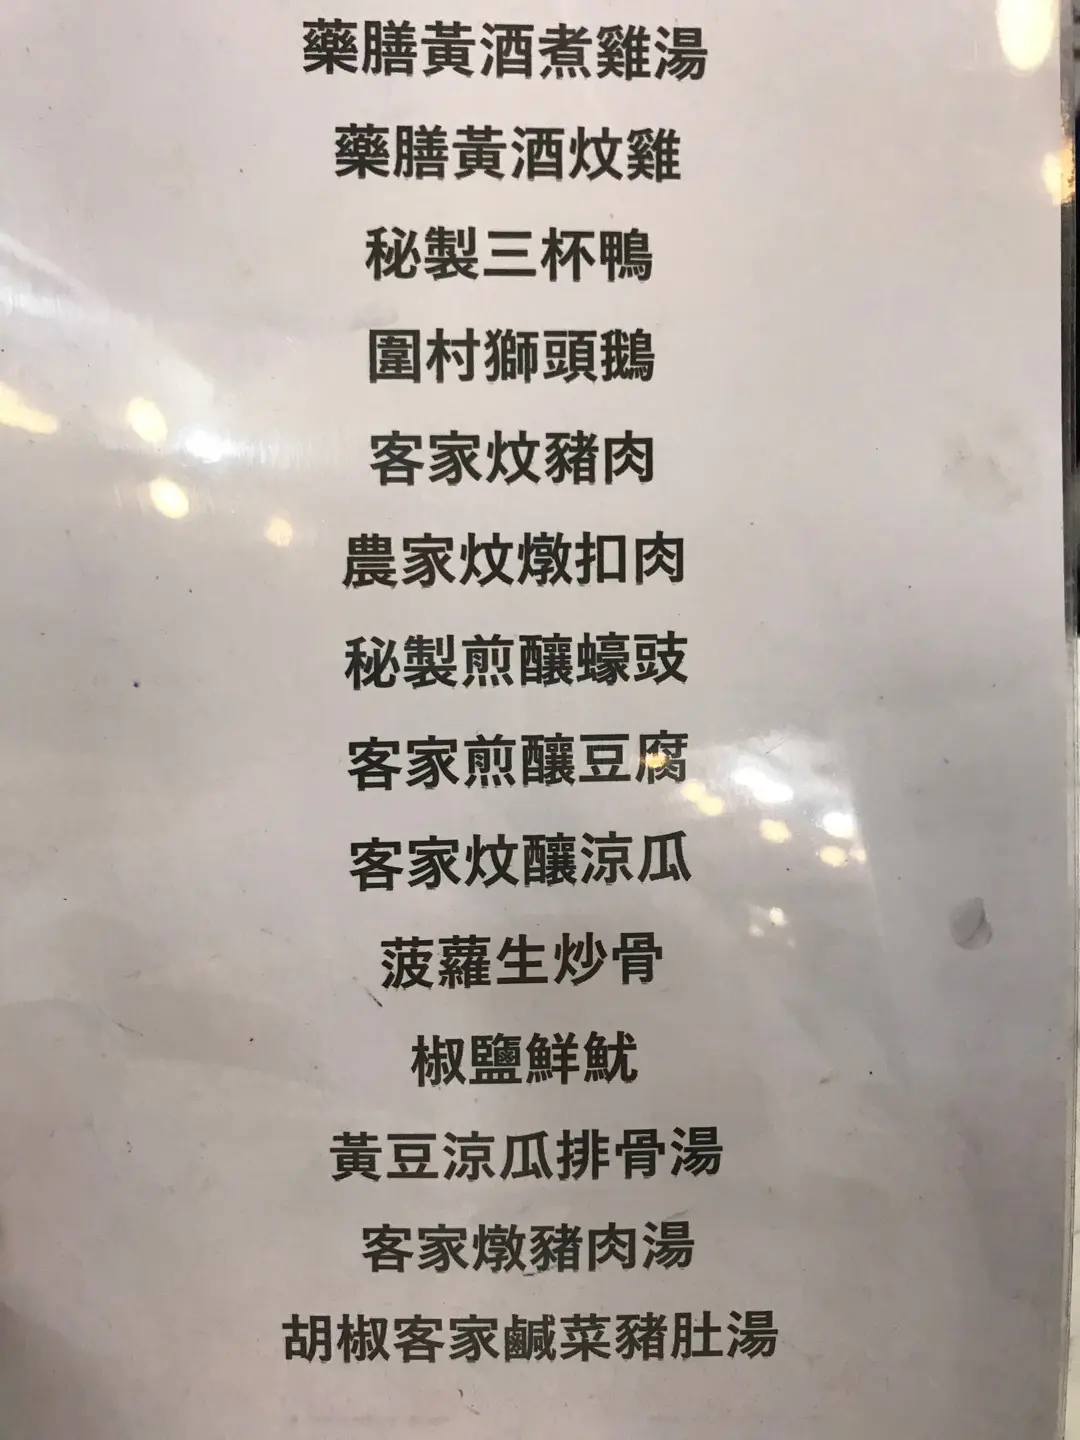 藥膳黃酒煮雞湯
藥膳黃酒炆雞
秘製三杯鴨
圍村獅頭鵝
客家炆豬肉
農家炆燉扣肉
秘製煎釀蠔豉
客家煎釀豆腐
客家炆釀涼瓜
菠蘿生炒骨
椒鹽鮮魷
黃豆涼瓜排骨湯
客家燉豬肉湯
胡椒客家鹹菜豬肚湯